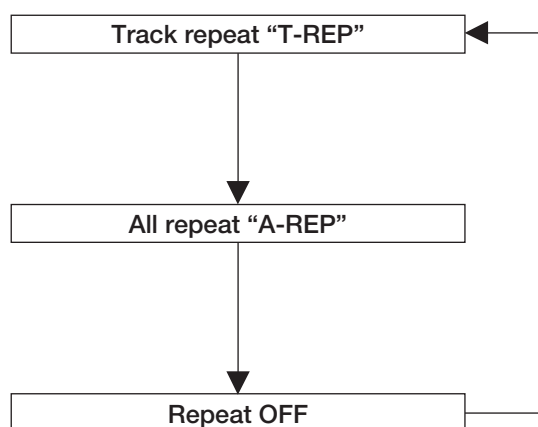 Track repeat “T-REP”
All repeat “A-REP”
Repeat OFF